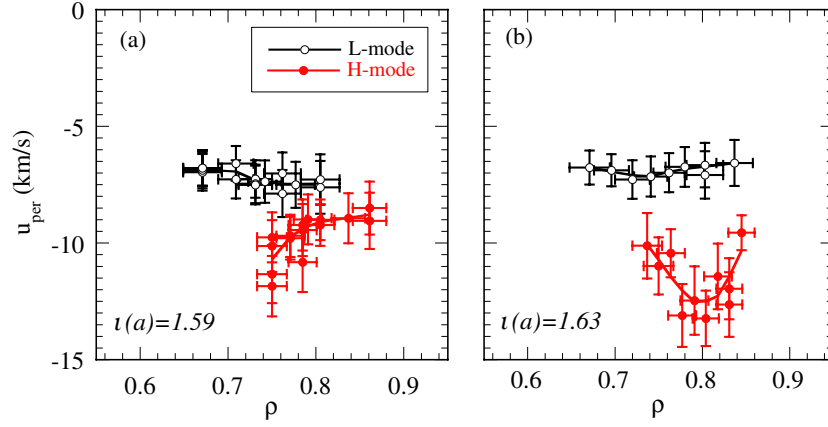 (a)
L-mode
H-mode
0
-5
-10
-15
u_per (km/s)
ι(a)=1.59
0.6 0.7 0.8 0.9
ρ
(b)
ι(a)=1.63
0.6 0.7 0.8 0.9
ρ